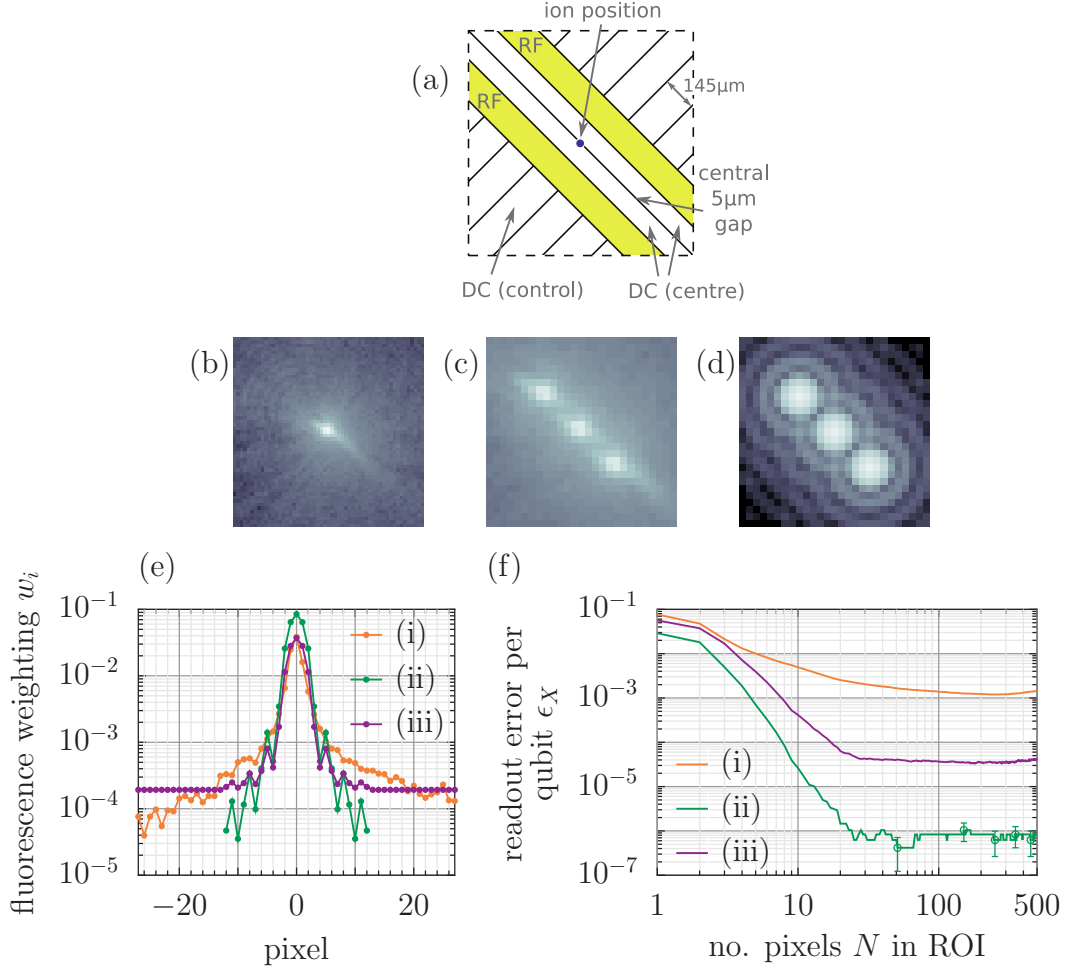 ion position
(a)
RF
RF
145μm
central
5μm
gap
DC (control)
DC (centre)
(b)
(c)
(d)
(e)
fluorescence weighting wᵢ
10⁻¹
10⁻²
10⁻³
10⁻⁴
10⁻⁵
(i)
(ii)
(iii)
−20
0
20
pixel
(f)
readout error per
qubit ϵ_X
10⁻¹
10⁻³
10⁻⁵
10⁻⁷
(i)
(ii)
(iii)
1
10
100
500
no. pixels N in ROI